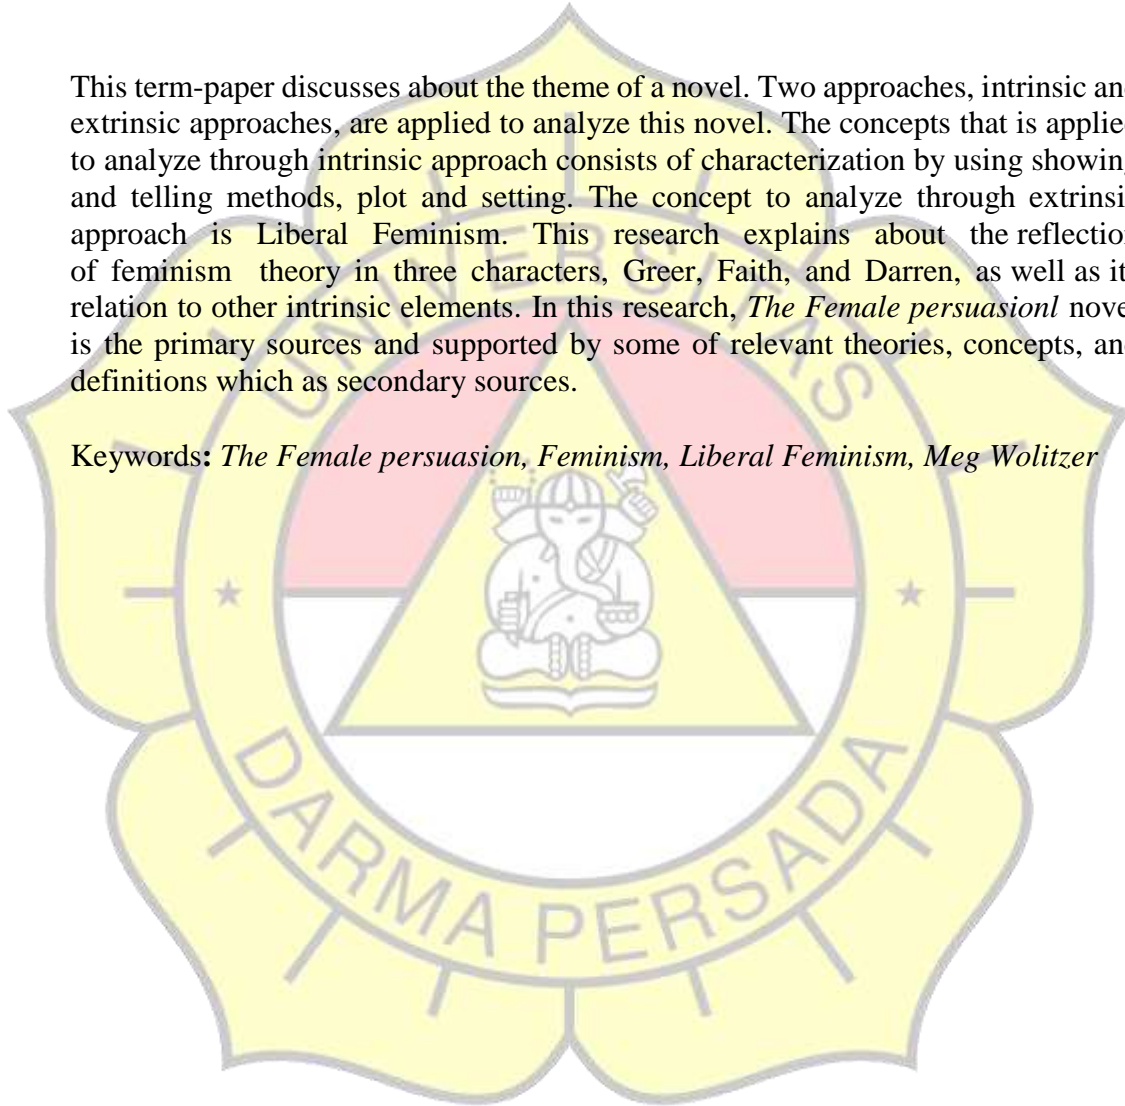 This term-paper discusses about the theme of a novel. Two approaches, intrinsic an
extrinsic approaches, are applied to analyze this novel. The concepts that is applie
to analyze through intrinsic approach consists of characterization by using showin
and telling methods, plot and setting. The concept to analyze through extrinsi
approach is Liberal Feminism. This research explains about the reflection
of feminism theory in three characters, Greer, Faith, and Darren, as well as it
relation to other intrinsic elements. In this research, The Female persuasionl nove
is the primary sources and supported by some of relevant theories, concepts, an
definitions which as secondary sources.
Keywords: The Female persuasion, Feminism, Liberal Feminism, Meg Wolitzer
UNIVERSITAS
DARMA PERSADA